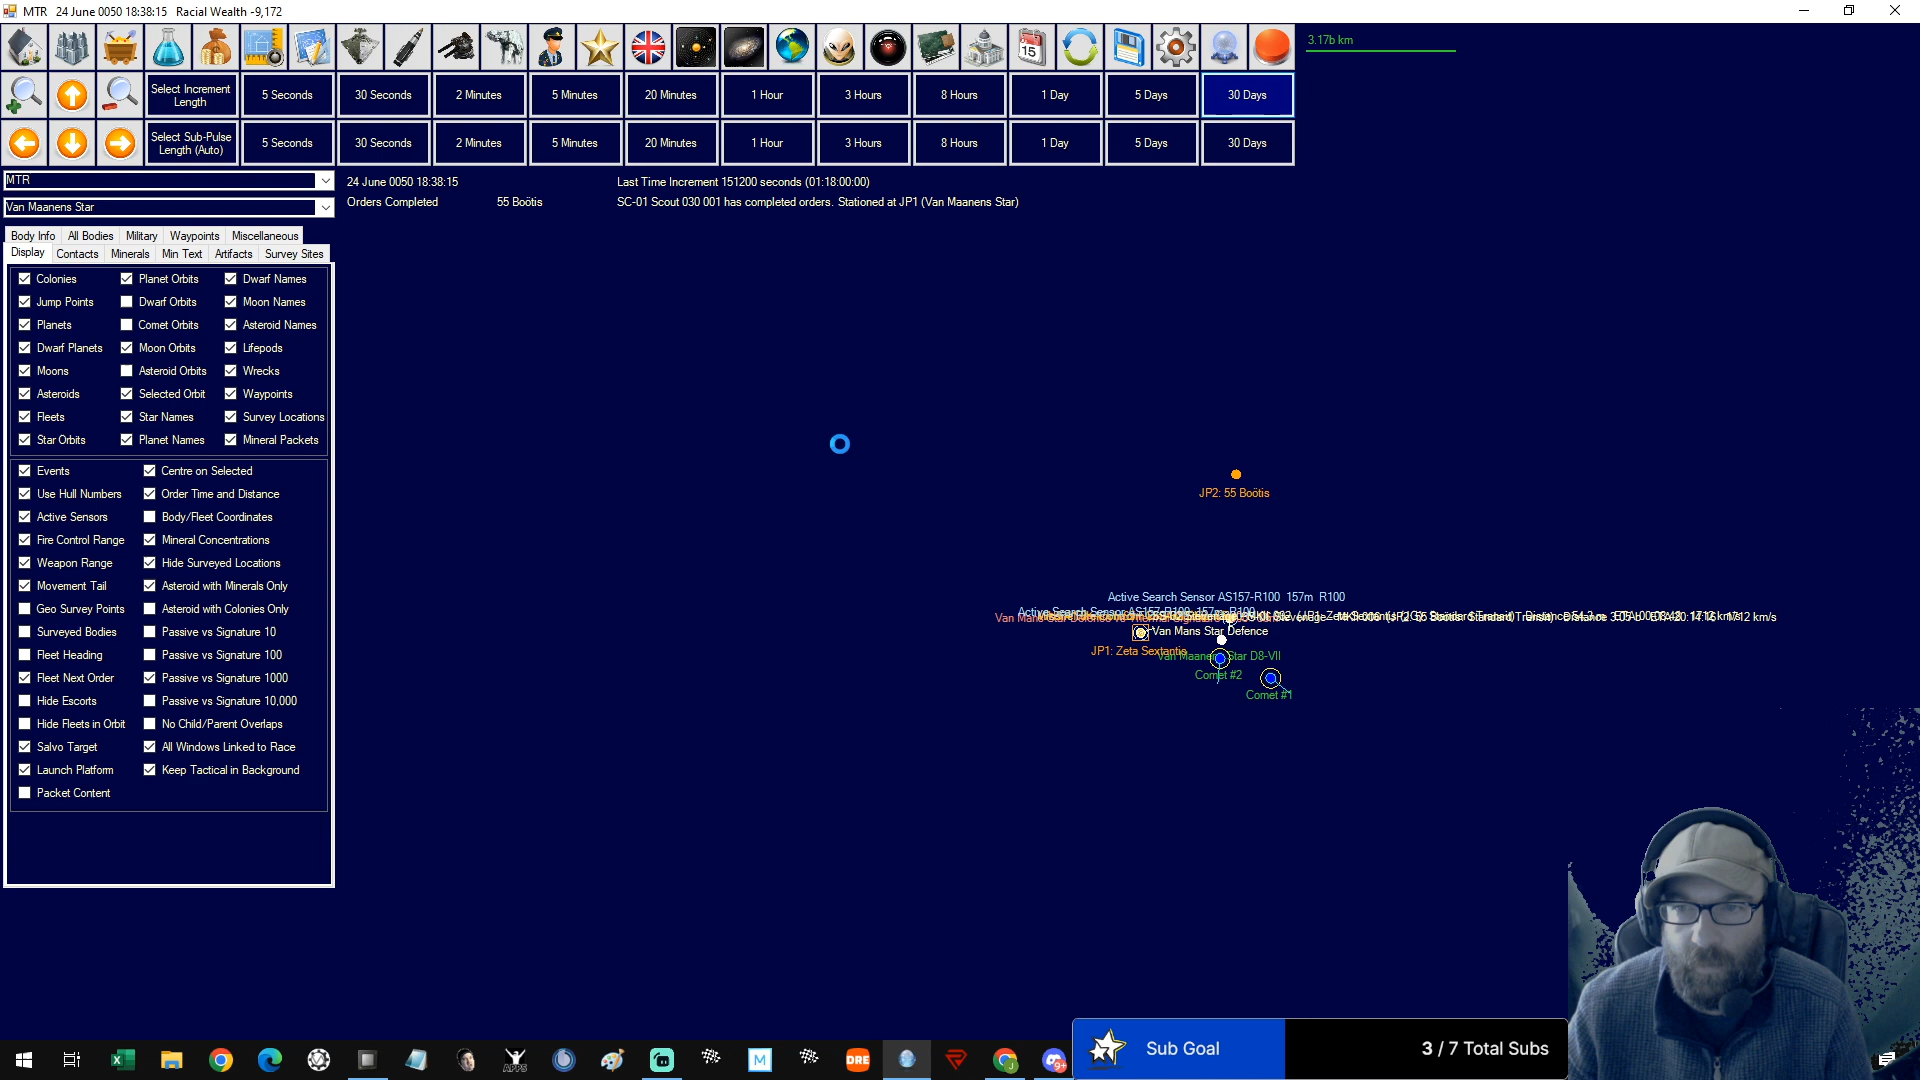 MTR 24 June 0050 18:38:15 Racial Wealth -9,172
3.17b km
Select Increment Length
5 Seconds
30 Seconds
2 Minutes
5 Minutes
20 Minutes
1 Hour
3 Hours
8 Hours
1 Day
5 Days
30 Days
Select Sub-Pulse Length (Auto)
5 Seconds
30 Seconds
2 Minutes
5 Minutes
20 Minutes
1 Hour
3 Hours
8 Hours
1 Day
5 Days
30 Days
MTR
24 June 0050 18:38:15 Last Time Increment 151200 seconds (01:18:00:00)
Van Maanens Star
Orders Completed 55 Boötis SC-01 Scout 030 001 has completed orders. Stationed at JP1 (Van Maanens Star)
Body Info All Bodies Military Waypoints Miscellaneous
Display Contacts Minerals Min Text Artifacts Survey Sites
Colonies Planet Orbits Dwarf Names
Jump Points Dwarf Orbits Moon Names
Planets Comet Orbits Asteroid Names
Dwarf Planets Moon Orbits Lifepods
Moons Asteroid Orbits Wrecks
Asteroids Selected Orbit Waypoints
Fleets Star Names Survey Locations
Star Orbits Planet Names Mineral Packets
Events Centre on Selected
Use Hull Numbers Order Time and Distance
Active Sensors Body/Fleet Coordinates
Fire Control Range Mineral Concentrations
Weapon Range Hide Surveyed Locations
Movement Tail Asteroid with Minerals Only
Geo Survey Points Asteroid with Colonies Only
Surveyed Bodies Passive vs Signature 10
Fleet Heading Passive vs Signature 100
Fleet Next Order Passive vs Signature 1000
Hide Escorts Passive vs Signature 10,000
Hide Fleets in Orbit No Child/Parent Overlaps
Salvo Target All Windows Linked to Race
Launch Platform Keep Tactical in Background
Packet Content
JP2: 55 Boötis
Active Search Sensor AS157-R100 157m R100
Active Search Sensor AS157-R100 157m R100
Van Mans Star Defence
JP1: Zeta Sextantis
Van Maanens Star D8-VII
Comet #2
Comet #1
Sub Goal 3 / 7 Total Subs